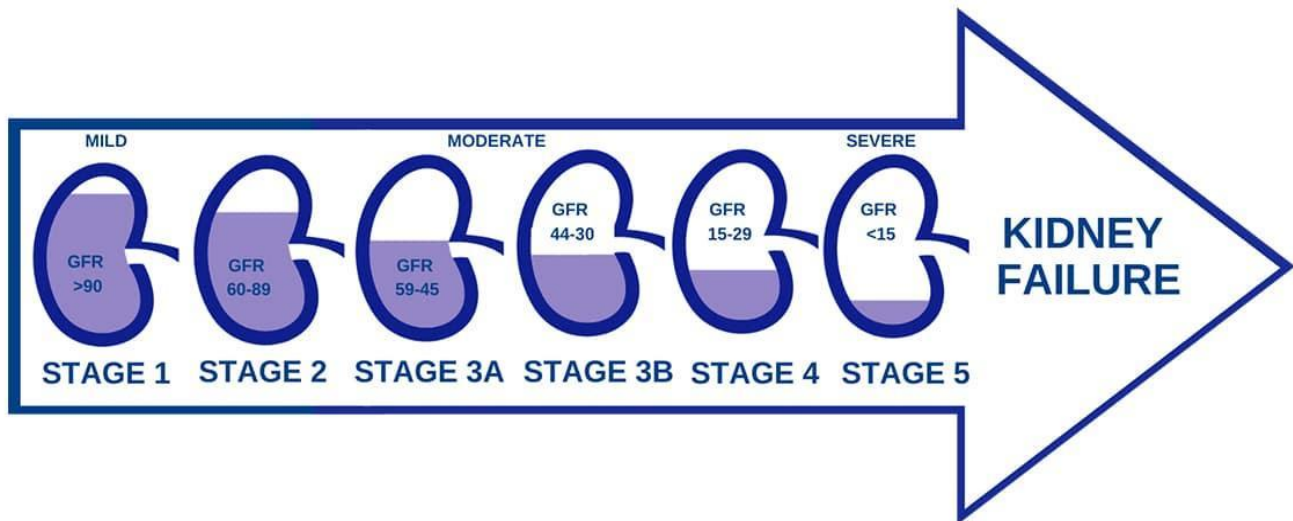 MILD
MODERATE
SEVERE
GFR
>90
GFR
60-89
GFR
59-45
GFR
44-30
GFR
15-29
GFR
<15
STAGE 1
STAGE 2
STAGE 3A
STAGE 3B
STAGE 4
STAGE 5
KIDNEY
FAILURE